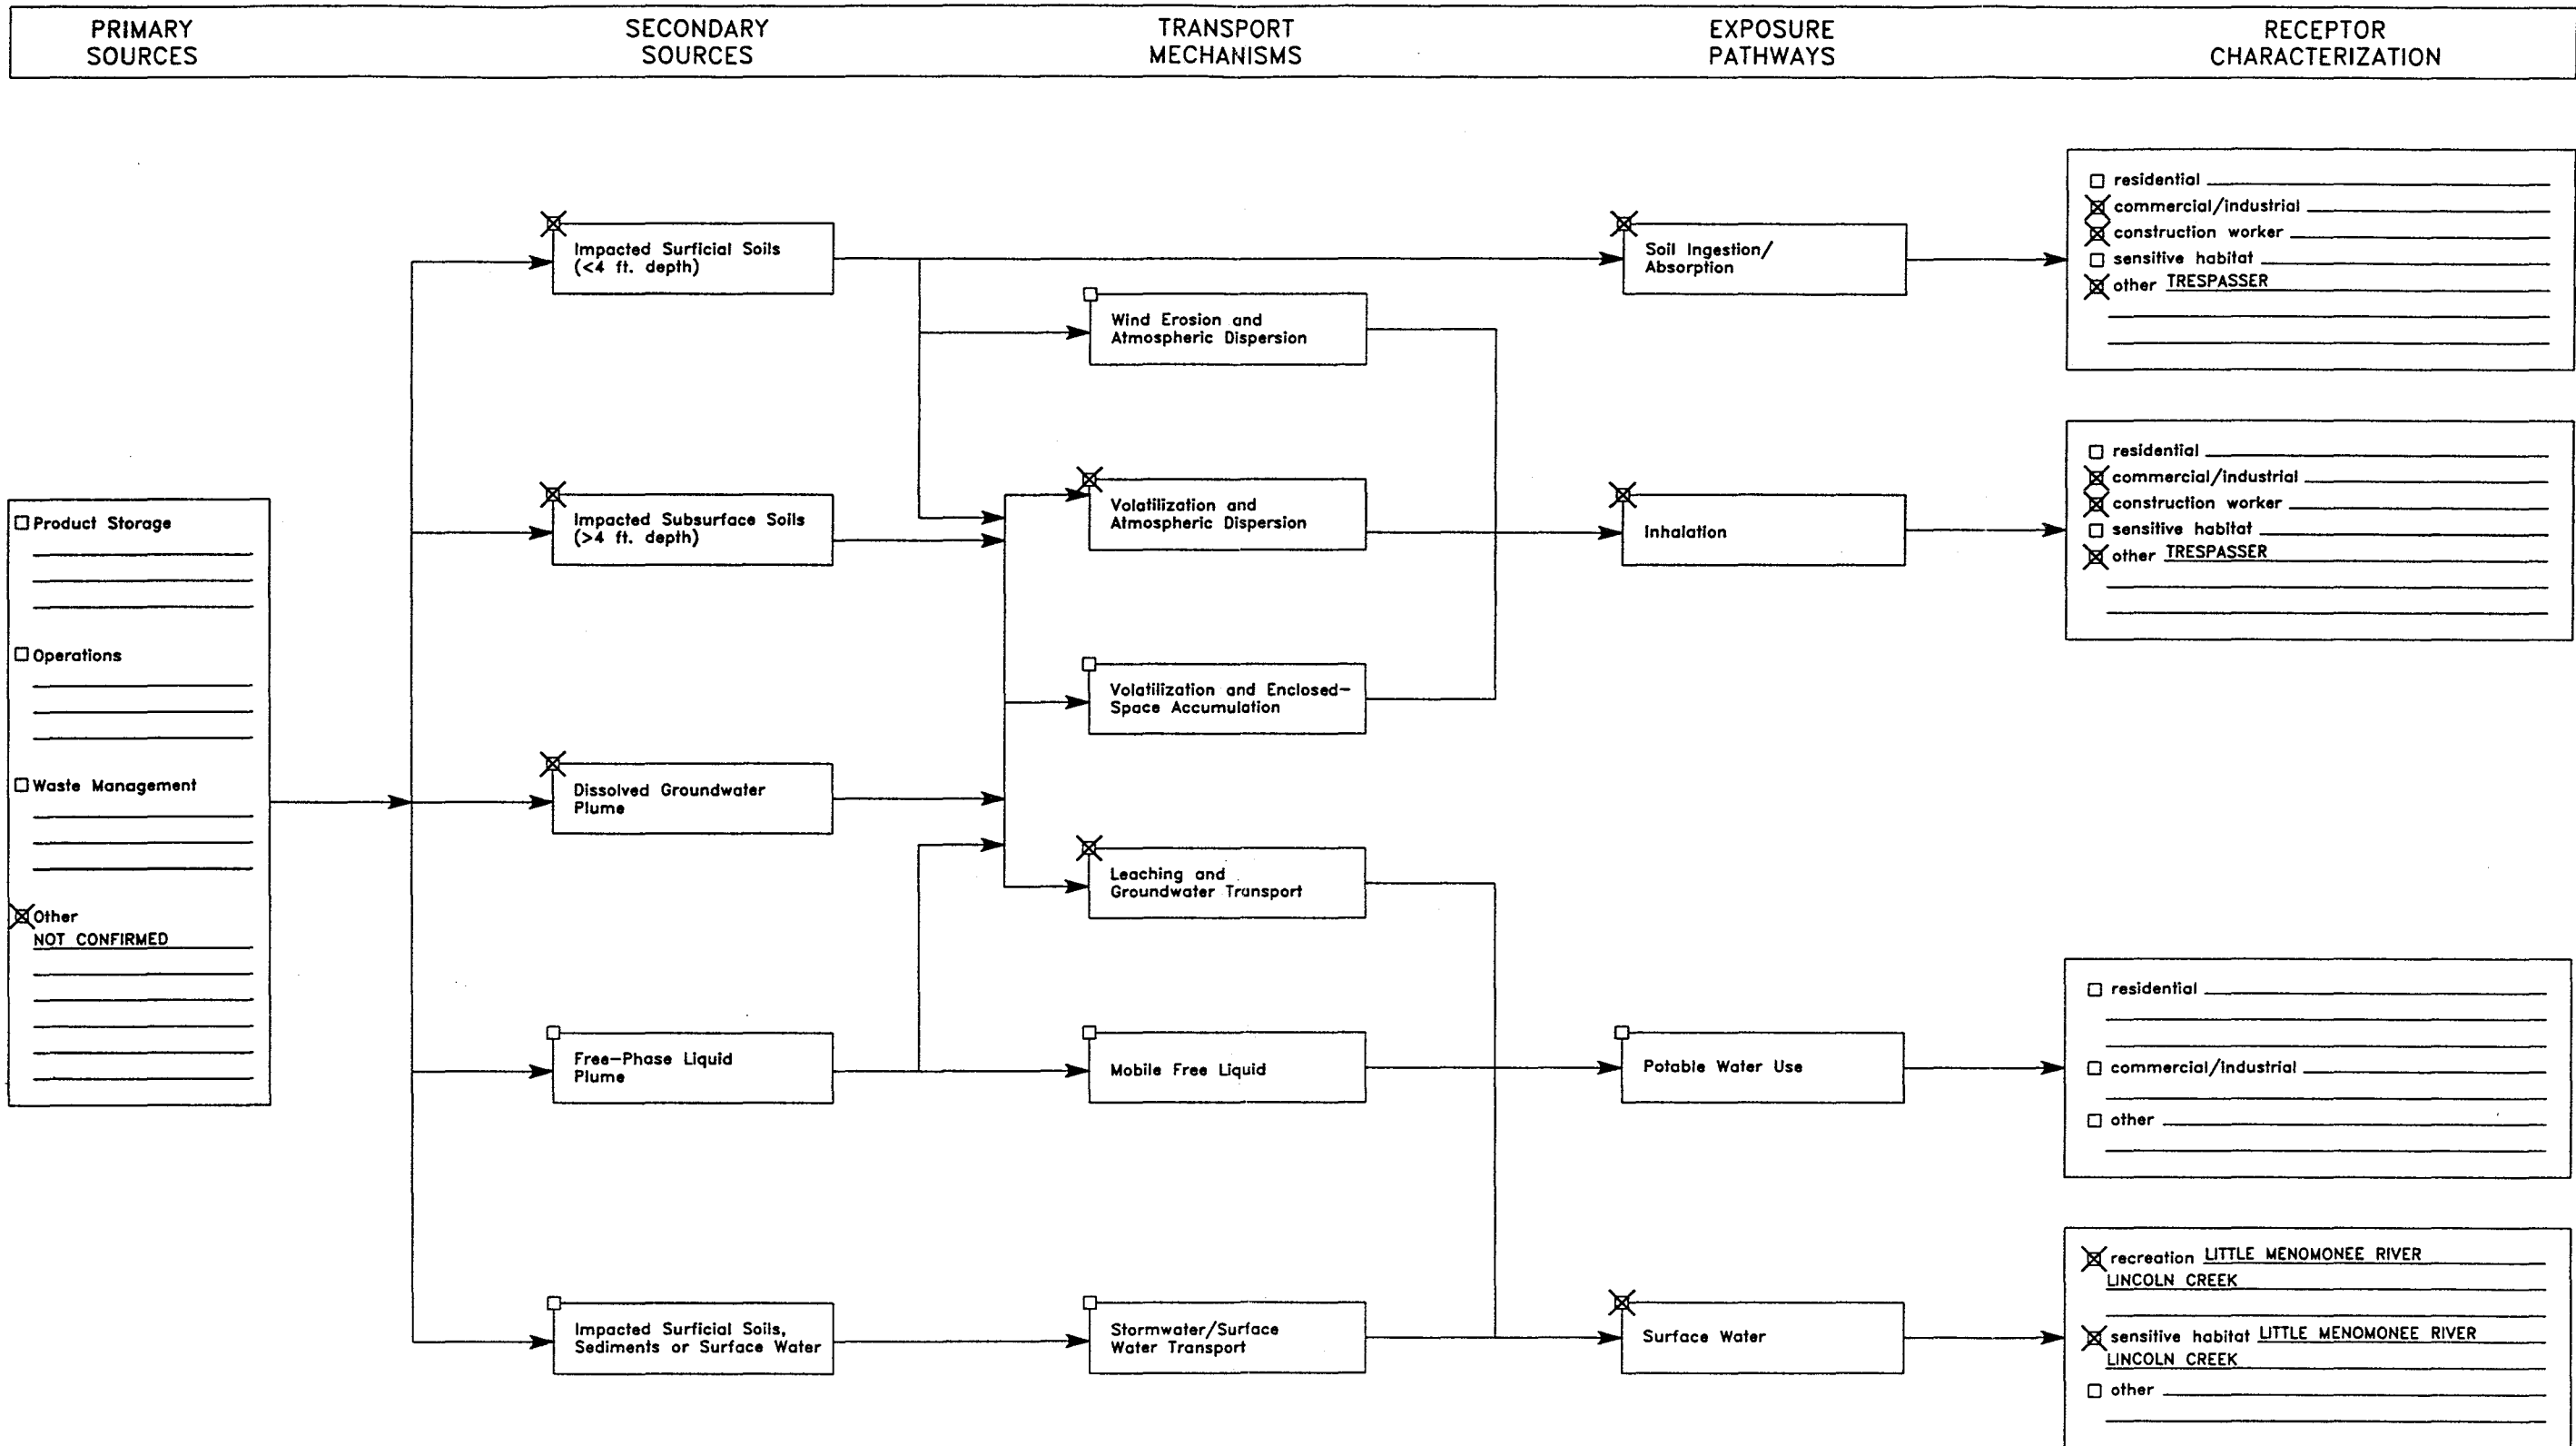 PRIMARY
SOURCES
SECONDARY
SOURCES
TRANSPORT
MECHANISMS
EXPOSURE
PATHWAYS
RECEPTOR
CHARACTERIZATION
Product Storage
Operations
Waste Management
Other
NOT CONFIRMED
Impacted Surficial Soils
(<4 ft. depth)
Impacted Subsurface Soils
(>4 ft. depth)
Dissolved Groundwater
Plume
Free-Phase Liquid
Plume
Impacted Surficial Soils,
Sediments or Surface Water
Wind Erosion and
Atmospheric Dispersion
Volatilization and
Atmospheric Dispersion
Volatilization and Enclosed-
Space Accumulation
Leaching and
Groundwater Transport
Mobile Free Liquid
Stormwater/Surface
Water Transport
Soil Ingestion/
Absorption
Inhalation
Potable Water Use
Surface Water
residential
commercial/industrial
construction worker
sensitive habitat
other TRESPASSER
residential
commercial/industrial
construction worker
sensitive habitat
other TRESPASSER
residential
commercial/industrial
other
recreation LITTLE MENOMONEE RIVER
LINCOLN CREEK
sensitive habitat LITTLE MENOMONEE RIVER
LINCOLN CREEK
other